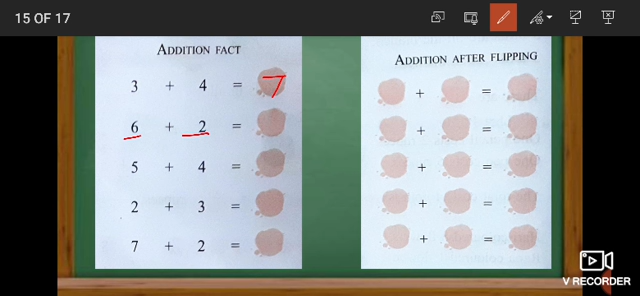 15 OF 17
ADDITION FACT
3 + 4 = 7
6 + 2 =
5 + 4 =
2 + 3 =
7 + 2 =
ADDITION AFTER FLIPPING
+ =
+ =
+ =
+ =
+ =
V RECORDER